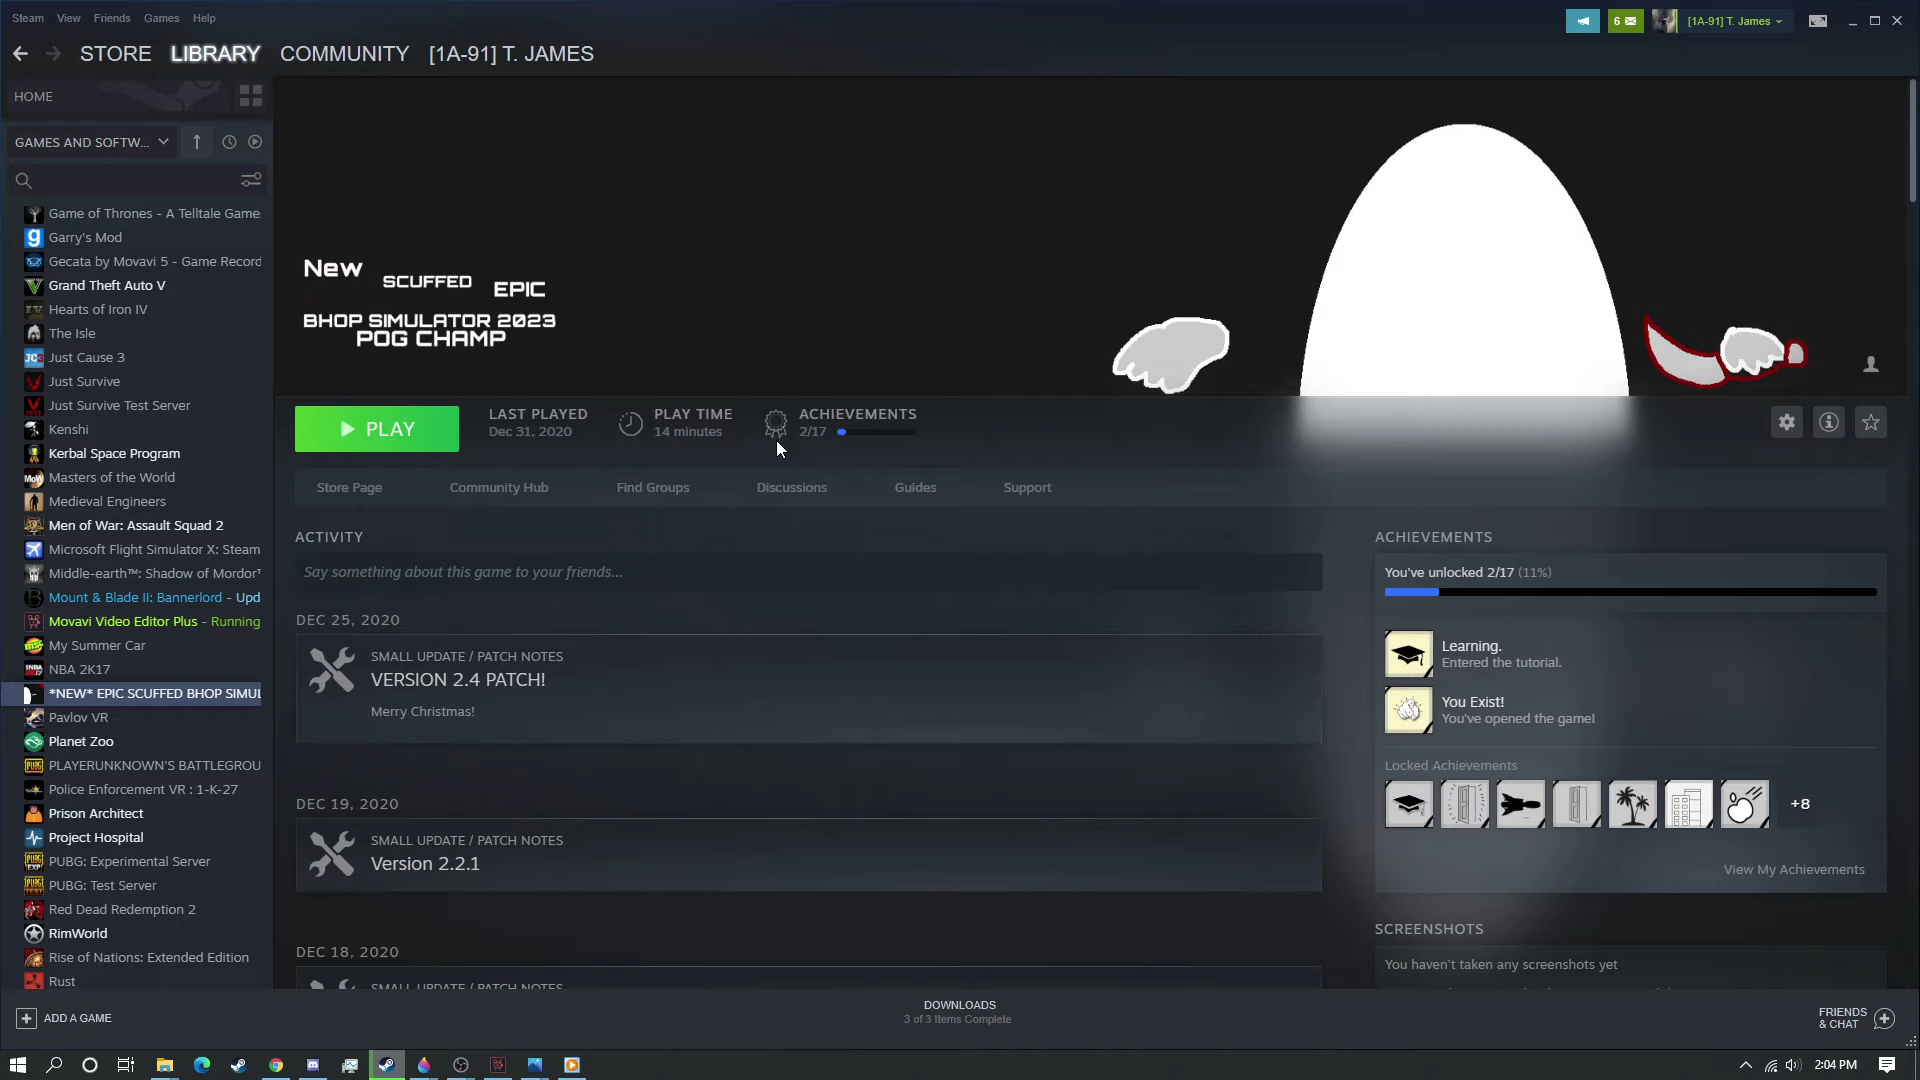 Steam View Friends Games Help
6
[1A-91] T. James
STORE LIBRARY COMMUNITY [1A-91] T. JAMES
HOME
GAMES AND SOFTW...
Game of Thrones - A Telltale Game
Garry's Mod
Gecata by Movavi 5 - Game Record
Grand Theft Auto V
Hearts of Iron IV
The Isle
Just Cause 3
Just Survive
Just Survive Test Server
Kenshi
Kerbal Space Program
Masters of the World
Medieval Engineers
Men of War: Assault Squad 2
Microsoft Flight Simulator X: Steam
Middle-earth™: Shadow of Mordor™
Mount & Blade II: Bannerlord - Upd
Movavi Video Editor Plus - Running
My Summer Car
NBA 2K17
*NEW* EPIC SCUFFED BHOP SIMUL
Pavlov VR
Planet Zoo
PLAYERUNKNOWN'S BATTLEGROU
Police Enforcement VR : 1-K-27
Prison Architect
Project Hospital
PUBG: Experimental Server
PUBG: Test Server
Red Dead Redemption 2
RimWorld
Rise of Nations: Extended Edition
Rust
ADD A GAME
New SCUFFED EPIC
BHOP SIMULATOR 2023
POG CHAMP
PLAY
LAST PLAYED
Dec 31, 2020
PLAY TIME
14 minutes
ACHIEVEMENTS
2/17
Store Page Community Hub Find Groups Discussions Guides Support
ACTIVITY
Say something about this game to your friends...
DEC 25, 2020
SMALL UPDATE / PATCH NOTES
VERSION 2.4 PATCH!
Merry Christmas!
DEC 19, 2020
SMALL UPDATE / PATCH NOTES
Version 2.2.1
DEC 18, 2020
SMALL UPDATE / PATCH NOTES
ACHIEVEMENTS
You've unlocked 2/17 (11%)
Learning.
Entered the tutorial.
You Exist!
You've opened the game!
Locked Achievements
+8
View My Achievements
SCREENSHOTS
You haven't taken any screenshots yet
DOWNLOADS
3 of 3 Items Complete
FRIENDS
& CHAT
2:04 PM